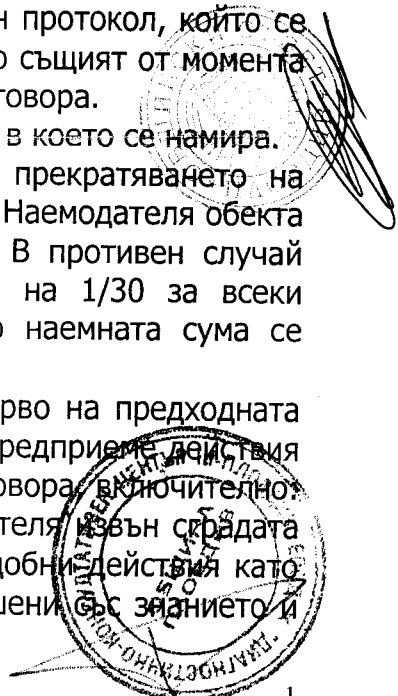 н протокол, който се
о същият от момента
говора.
в което се намира.
прекратяването на
Наемодателя обекта
В противен случай
на 1/30 за всеки
о наемната сума се
рво на предходната
редприеме действия
овора, включително:
теля извън сградата
добни действия като
шени със знанието и
1